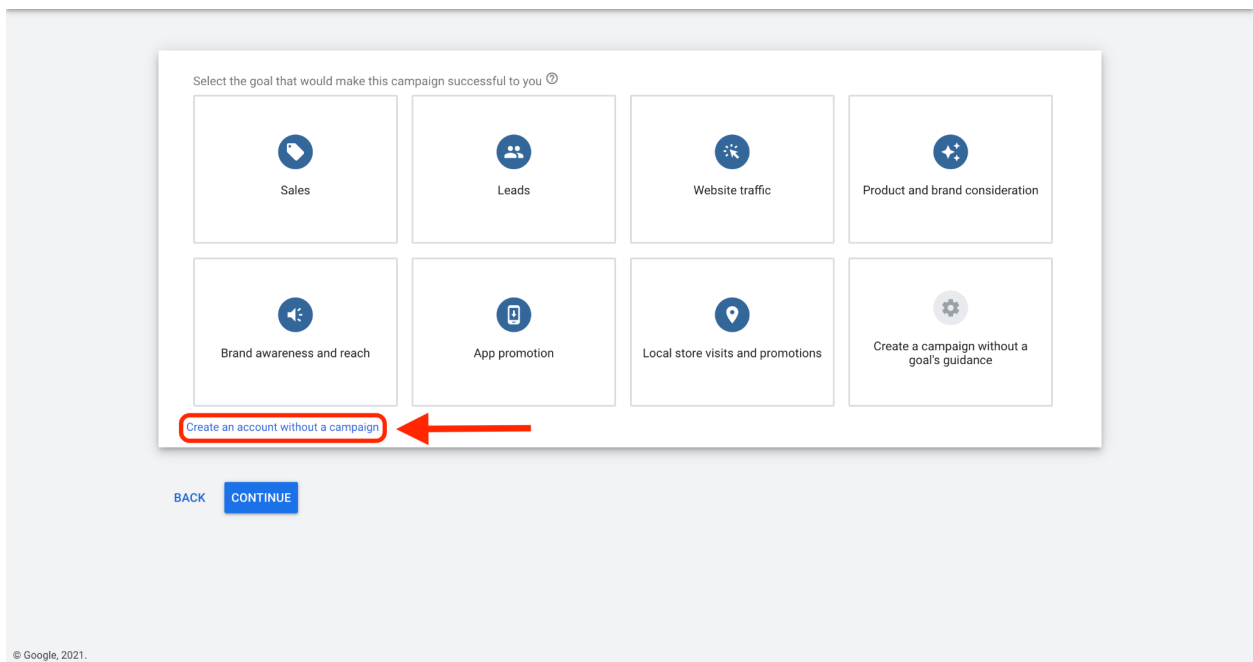 Select the goal that would make this campaign successful to you
Sales
Leads
Website traffic
Product and brand consideration
Brand awareness and reach
App promotion
Local store visits and promotions
Create a campaign without a
goal's guidance
Create an account without a campaign
BACK
CONTINUE
© Google, 2021.